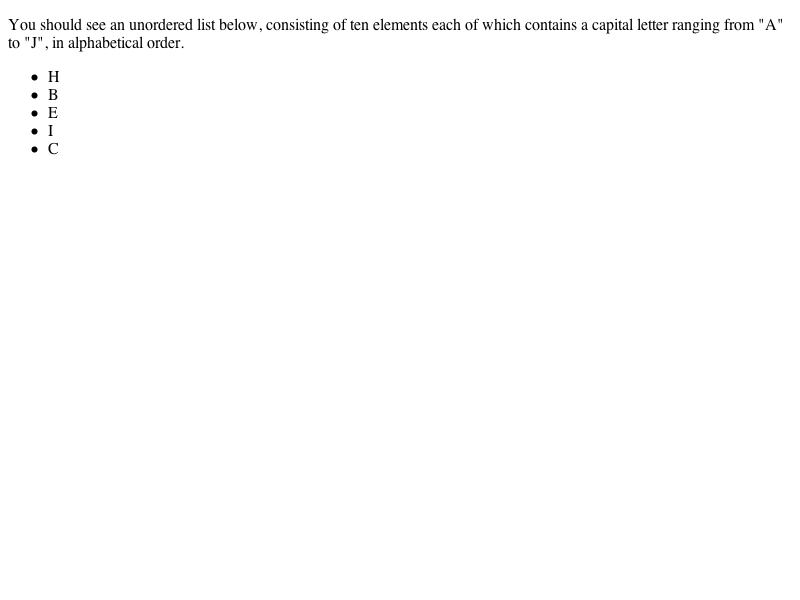 You should see an unordered list below, consisting of ten elements each of which contains a capital letter ranging from "A"
to "J", in alphabetical order.
• H
• B
• E
• I
• C